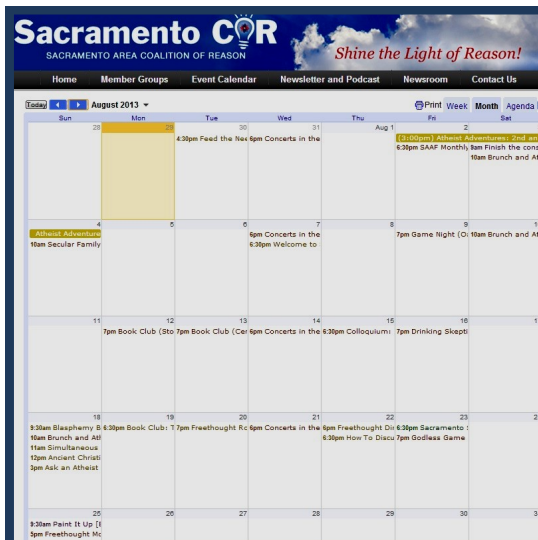 Sacramento COR
SACRAMENTO AREA COALITION OF REASON
Shine the Light of Reason!
Home Member Groups Event Calendar Newsletter and Podcast Newsroom Contact Us
Today August 2013 Print Week Month Agenda
Sun Mon Tue Wed Thu Fri Sat
28 29 30 31 Aug 1 2
4:30pm Feed the Nee 6pm Concerts in the (3:00pm) Atheist Adventures: 2nd an
6:30pm SAAF Monthly 9am Finish the cons
10am Brunch and At
4 5 6 7 8 9 1
Atheist Adventure 6pm Concerts in the 7pm Game Night (O: 10am Brunch and At
10am Secular Family 6:30pm Welcome to
11 12 13 14 15 16 1
7pm Book Club (Sto 7pm Book Club (Cer 6pm Concerts in the 6:30pm Colloquium: 7pm Drinking Skepti
18 19 20 21 22 23 2
9:30am Blasphemy B 6:30pm Book Club: T 7pm Freethought Ro 6pm Concerts in the 6pm Freethought Dir 6:30pm Sacramento
10am Brunch and Ath 6:30pm How To Discu 7pm Godless Game
11am Simultaneous
12pm Ancient Christi
3pm Ask an Atheist
25 26 27 28 29 30 3
9:30am Paint It Up [
5pm Freethought Mo